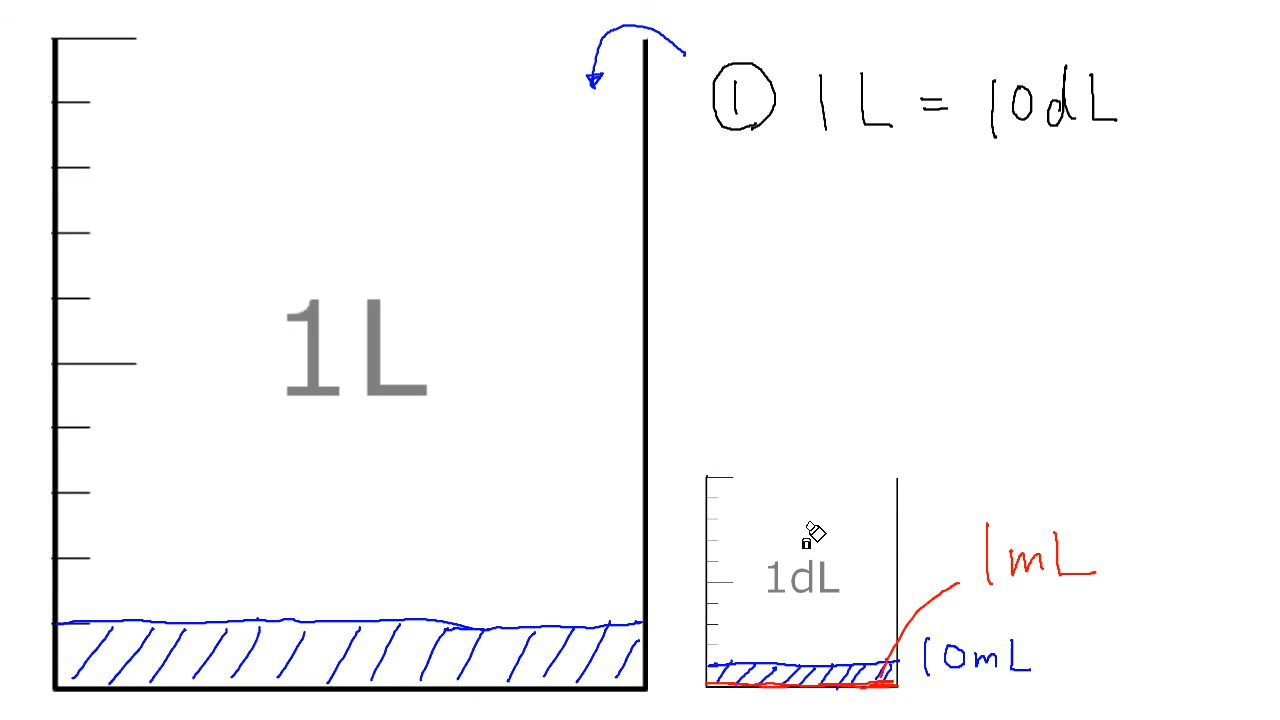 ① 1L = 10dL
1L
1dL
1mL
10mL